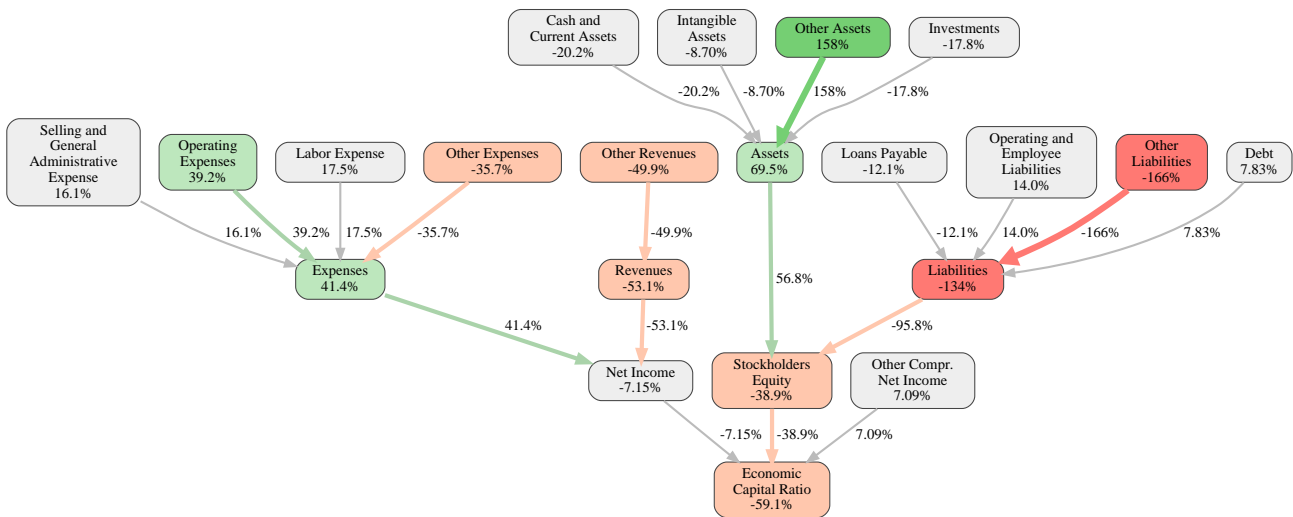 Cash and
Current Assets
-20.2%
Intangible
Assets
-8.70%
Other Assets
158%
Investments
-17.8%
-20.2%
-8.70%
158%
-17.8%
Selling and
General
Administrative
Expense
16.1%
Operating
Expenses
39.2%
Labor Expense
17.5%
Other Expenses
-35.7%
Other Revenues
-49.9%
Assets
69.5%
Loans Payable
-12.1%
Operating and
Employee
Liabilities
14.0%
Other
Liabilities
-166%
Debt
7.83%
16.1%
39.2%
17.5%
-35.7%
-49.9%
-12.1%
14.0%
-166%
7.83%
Expenses
41.4%
Revenues
-53.1%
56.8%
Liabilities
-134%
41.4%
-53.1%
-95.8%
Net Income
-7.15%
Stockholders
Equity
-38.9%
Other Compr.
Net Income
7.09%
-7.15%
-38.9%
7.09%
Economic
Capital Ratio
-59.1%